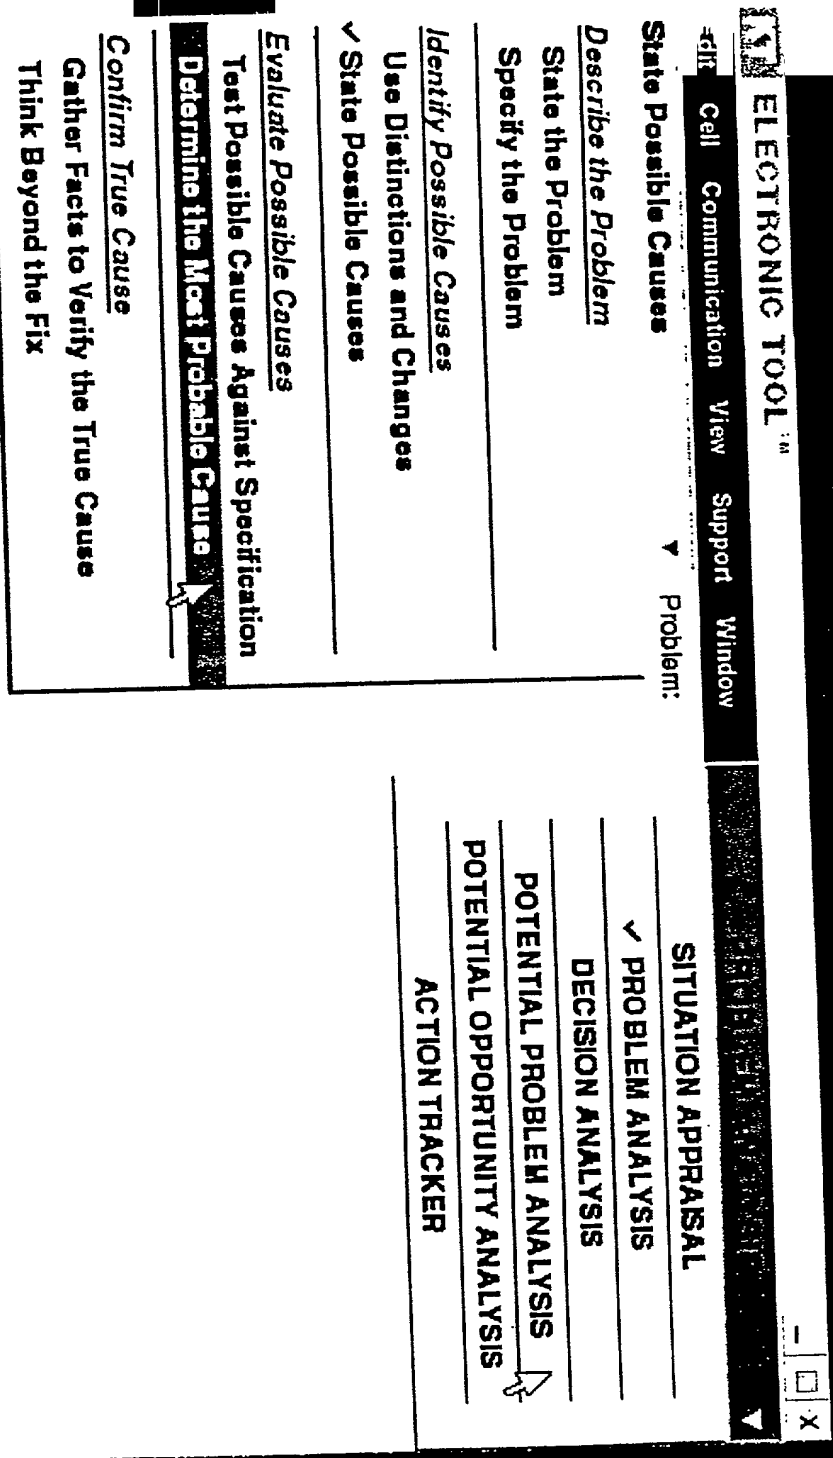 ELECTRONIC TOOL™
Edit Cell Communication View Support Window
State Possible Causes ▼ Problem:
Describe the Problem
State the Problem
Specify the Problem
Identify Possible Causes
Use Distinctions and Changes
✓ State Possible Causes
Evaluate Possible Causes
Test Possible Causes Against Specification
Determine the Most Probable Cause
Confirm True Cause
Gather Facts to Verify the True Cause
Think Beyond the Fix
SITUATION APPRAISAL
✓ PROBLEM ANALYSIS
DECISION ANALYSIS
POTENTIAL PROBLEM ANALYSIS
POTENTIAL OPPORTUNITY ANALYSIS
ACTION TRACKER